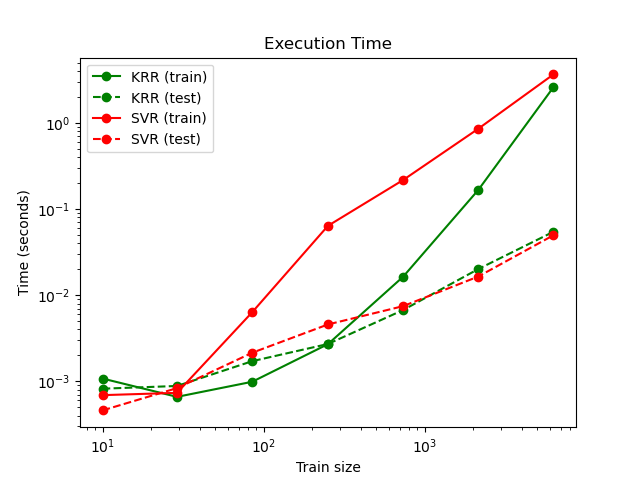 Execution Time
KRR (train)
KRR (test)
SVR (train)
SVR (test)
Time (seconds)
10⁰
10⁻¹
10⁻²
10⁻³
10¹
10²
10³
Train size